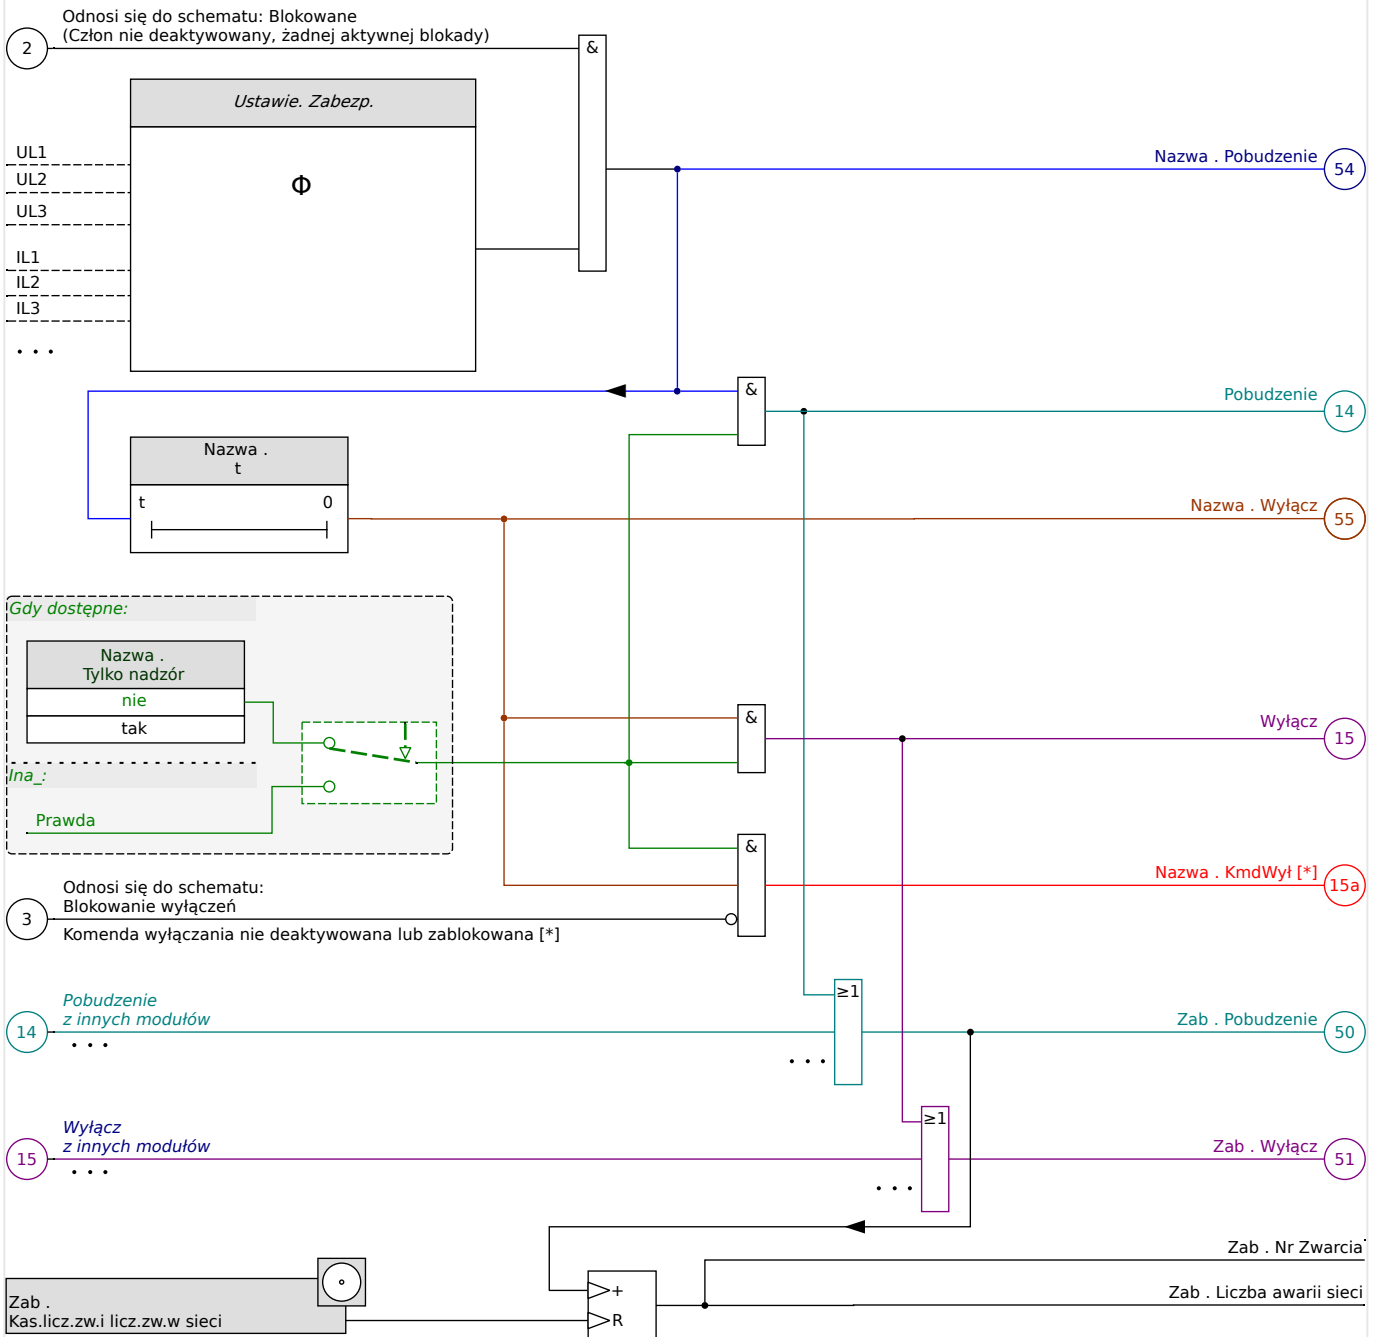 Odnosi się do schematu: Blokowane
(Człon nie deaktywowany, żadnej aktywnej blokady)
2
&
Ustawie. Zabezp.
Φ
UL1
UL2
UL3
IL1
IL2
IL3
. . .
Nazwa . Pobudzenie
54
&
Pobudzenie
14
Nazwa .
t
t 0
Nazwa . Wyłącz
55
Gdy dostępne:
Nazwa .
Tylko nadzór
nie
tak
Ina_:
Prawda
&
Wyłącz
15
&
Nazwa . KmdWył [*]
15a
Odnosi się do schematu:
Blokowanie wyłączeń
3
Komenda wyłączania nie deaktywowana lub zablokowana [*]
Pobudzenie
z innych modułów
14
. . .
≥1
. . .
Zab . Pobudzenie
50
Wyłącz
z innych modułów
15
. . .
≥1
. . .
Zab . Wyłącz
51
Zab . Nr Zwarcia
Zab . Liczba awarii sieci
Zab .
Kas.licz.zw.i licz.zw.w sieci
+
R